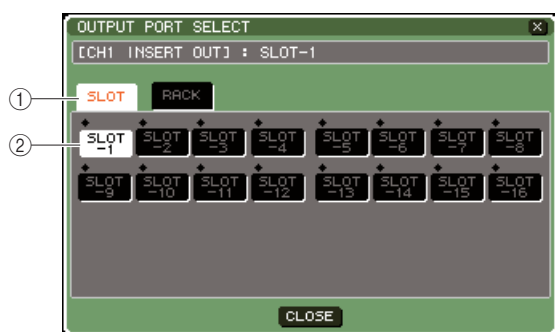 OUTPUT PORT SELECT
[CH1 INSERT OUT] : SLOT-1
① SLOT RACK
② SLOT-1 SLOT-2 SLOT-3 SLOT-4 SLOT-5 SLOT-6 SLOT-7 SLOT-8
SLOT-9 SLOT-10 SLOT-11 SLOT-12 SLOT-13 SLOT-14 SLOT-15 SLOT-16
CLOSE